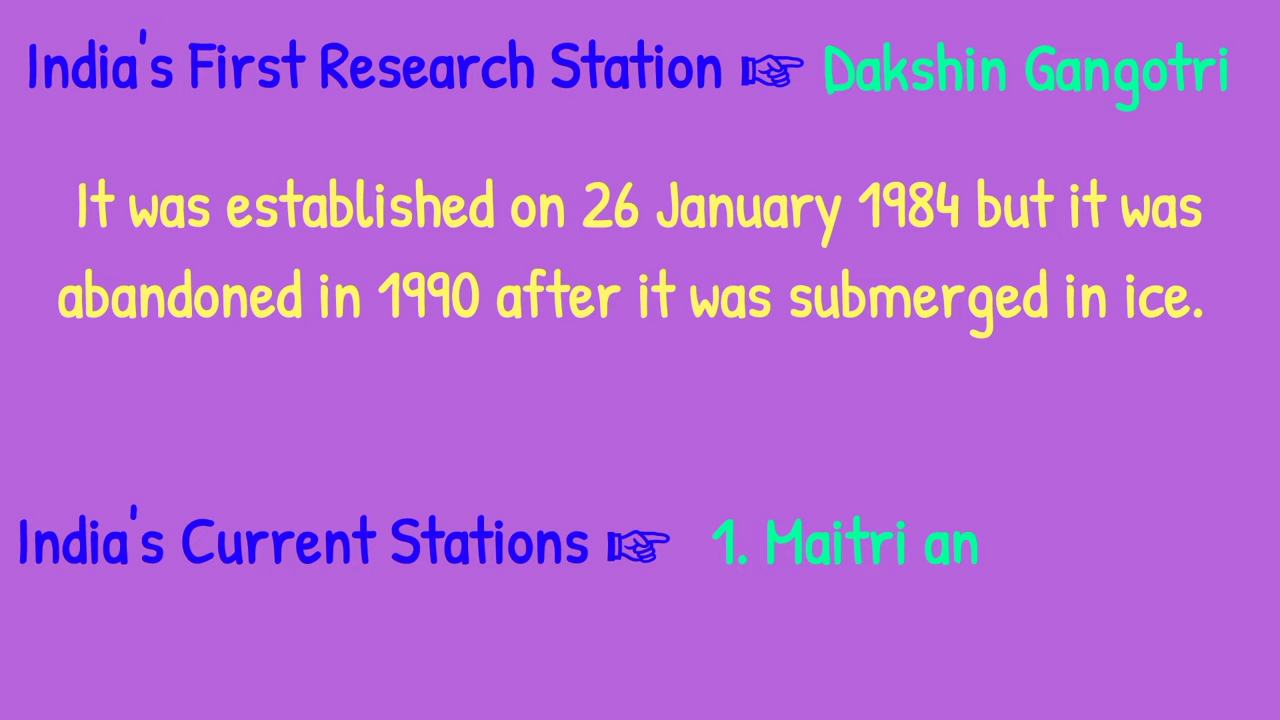 India's First Research Station ☞ Dakshin Gangotri
It was established on 26 January 1984 but it was
abandoned in 1990 after it was submerged in ice.
India's Current Stations ☞ 1. Maitri an